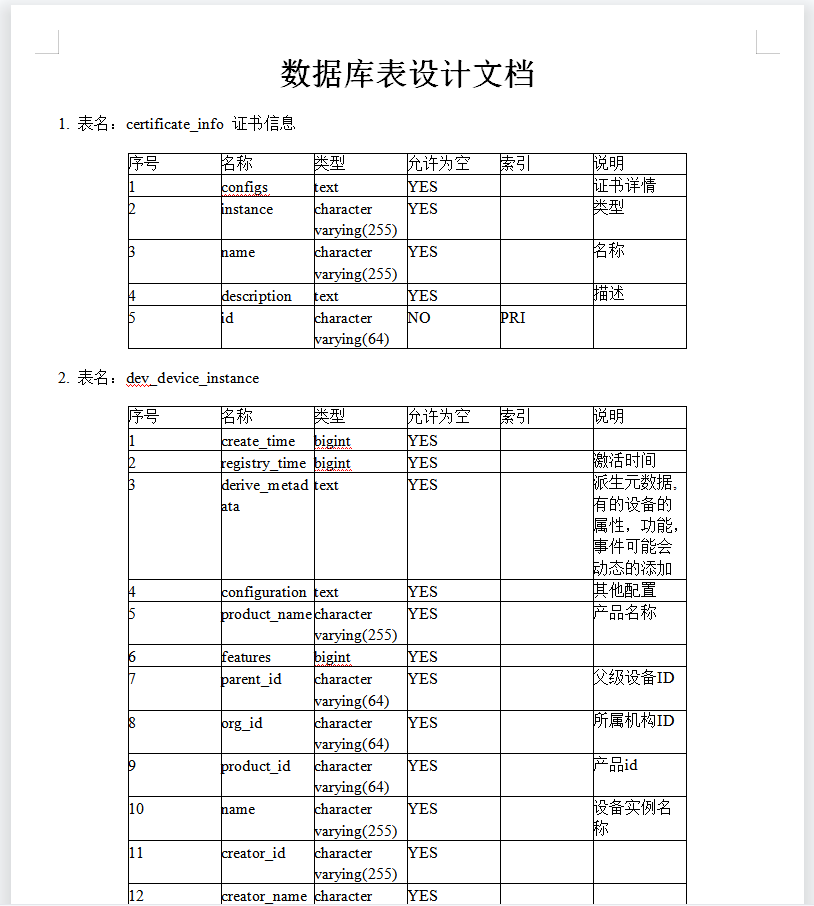 数据库表设计文档
1. 表名：certificate_info 证书信息
序号 名称 类型 允许为空 索引 说明
1 configs text YES 证书详情
2 instance character YES 类型
varying(255)
3 name character YES 名称
varying(255)
4 description text YES 描述
5 id character NO PRI
varying(64)
2. 表名：dev_device_instance
序号 名称 类型 允许为空 索引 说明
1 create_time bigint YES
2 registry_time bigint YES 激活时间
3 derive_metad text YES 派生元数据,
ata 有的设备的
属性，功能，
事件可能会
动态的添加
4 configuration text YES 其他配置
5 product_name character YES 产品名称
varying(255)
6 features bigint YES
7 parent_id character YES 父级设备ID
varying(64)
8 org_id character YES 所属机构ID
varying(64)
9 product_id character YES 产品id
varying(64)
10 name character YES 设备实例名
varying(255) 称
11 creator_id character YES
varying(255)
12 creator_name character YES